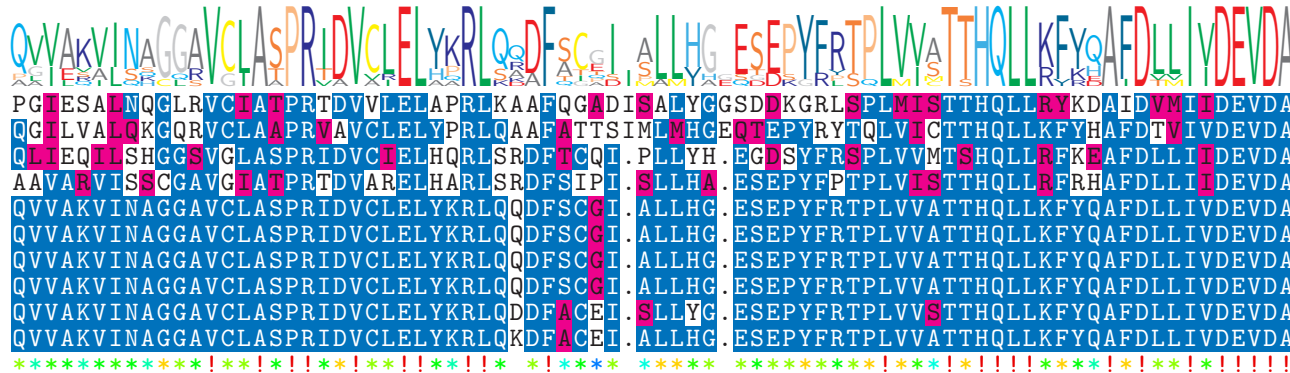 QVVAKVINAGGAVCLASPRIDVCLELYKRLQQDFSCGI ALLHG ESEPYFRTPLVVATTHQLLKFYQAFDLLIVDEVDA
PGIESALNQGLRVCIATPRTDVVLELAPRLKAAFQGADISALYGGSDDKGRLSPLMISTTHQLLRYKDAIDVMIIDEVDA
QGILVALQKGQRVCLAAPRVAVCLELYPRLQAAFATTSIMLMHGEQTEPYRYTQLVICTTHQLLKFYHAFDTVIVDEVDA
QLIEQILSHGGSVGLASPRIDVCIELHQRLSRDFTCQI.PLLYH.EGDSYFRSPLVVMTSHQLLRFKEAFDLLIIDEVDA
AAVARVISSCGAVGIATPRTDVARELHARLSRDFSIPI.SLLHA.ESEPYFPTPLVISTTHQLLRFRHAFDLLIIDEVDA
QVVAKVINAGGAVCLASPRIDVCLELYKRLQQDFSCGI.ALLHG.ESEPYFRTPLVVATTHQLLKFYQAFDLLIVDEVDA
QVVAKVINAGGAVCLASPRIDVCLELYKRLQQDFSCGI.ALLHG.ESEPYFRTPLVVATTHQLLKFYQAFDLLIVDEVDA
QVVAKVINAGGAVCLASPRIDVCLELYKRLQQDFSCGI.ALLHG.ESEPYFRTPLVVATTHQLLKFYQAFDLLIVDEVDA
QVVAKVINAGGAVCLASPRIDVCLELYKRLQQDFSCGI.ALLHG.ESEPYFRTPLVVATTHQLLKFYQAFDLLIVDEVDA
QVVAKVINAGGAVCLASPRIDVCLELYKRLQDDFACEI.SLLYG.ESEPYFRTPLVVSTTHQLLKFYQAFDLLIVDEVDA
QVVAKVINAGGAVCLASPRIDVCLELYKRLQKDFACEI.ALLHG.ESEPYFRTPLVVATTHQLLKFYQAFDLLIVDEVDA
************!**!*!!**!**!!**!!* *!***  ***** *********!***!*!!!!****!*!**!*!!!!!